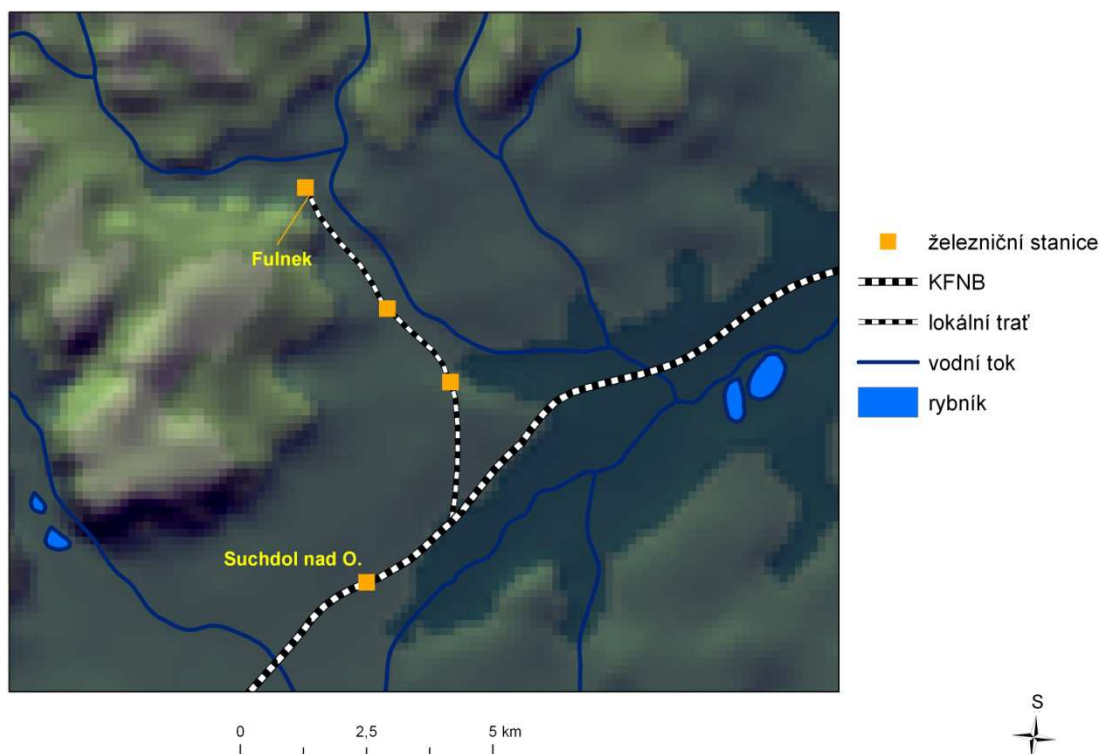 Fulnek
Suchdol nad O.
železniční stanice
KFNB
lokální trať
vodní tok
rybník
0 2,5 5 km
S